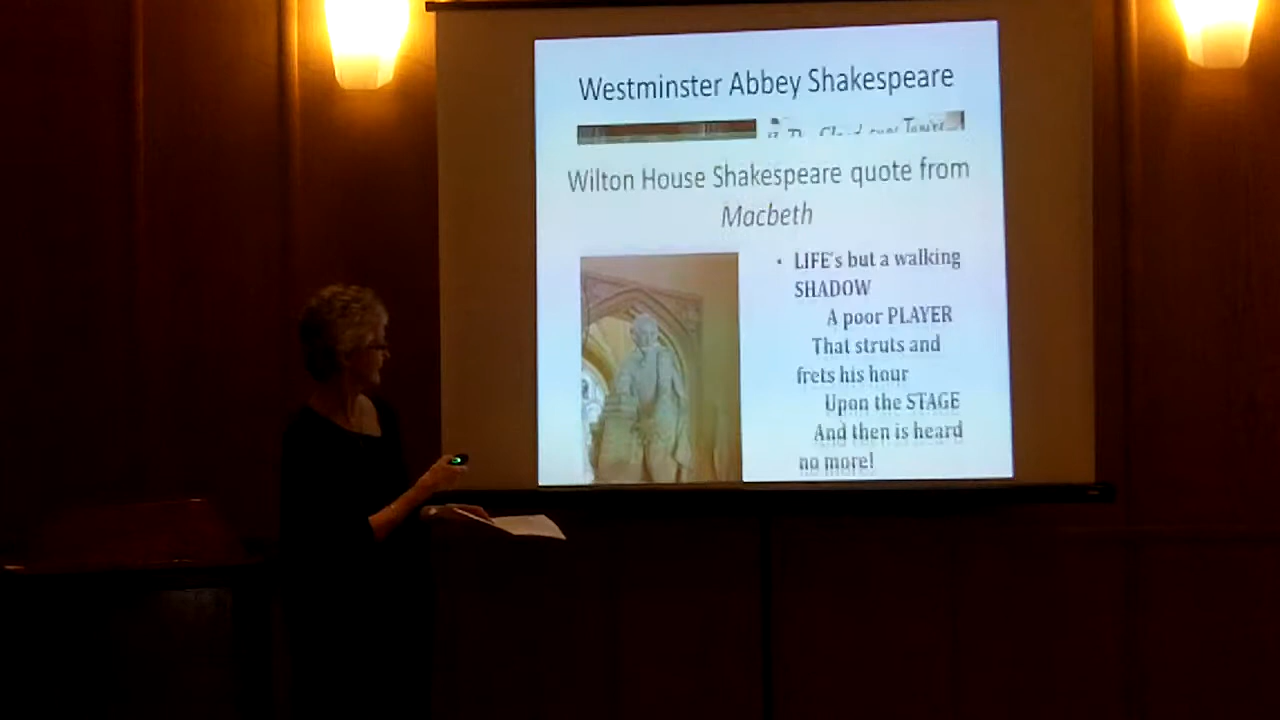 Westminster Abbey Shakespeare
Wilton House Shakespeare quote from
Macbeth
• LIFE's but a walking
SHADOW
A poor PLAYER
That struts and
frets his hour
Upon the STAGE
And then is heard
no more!